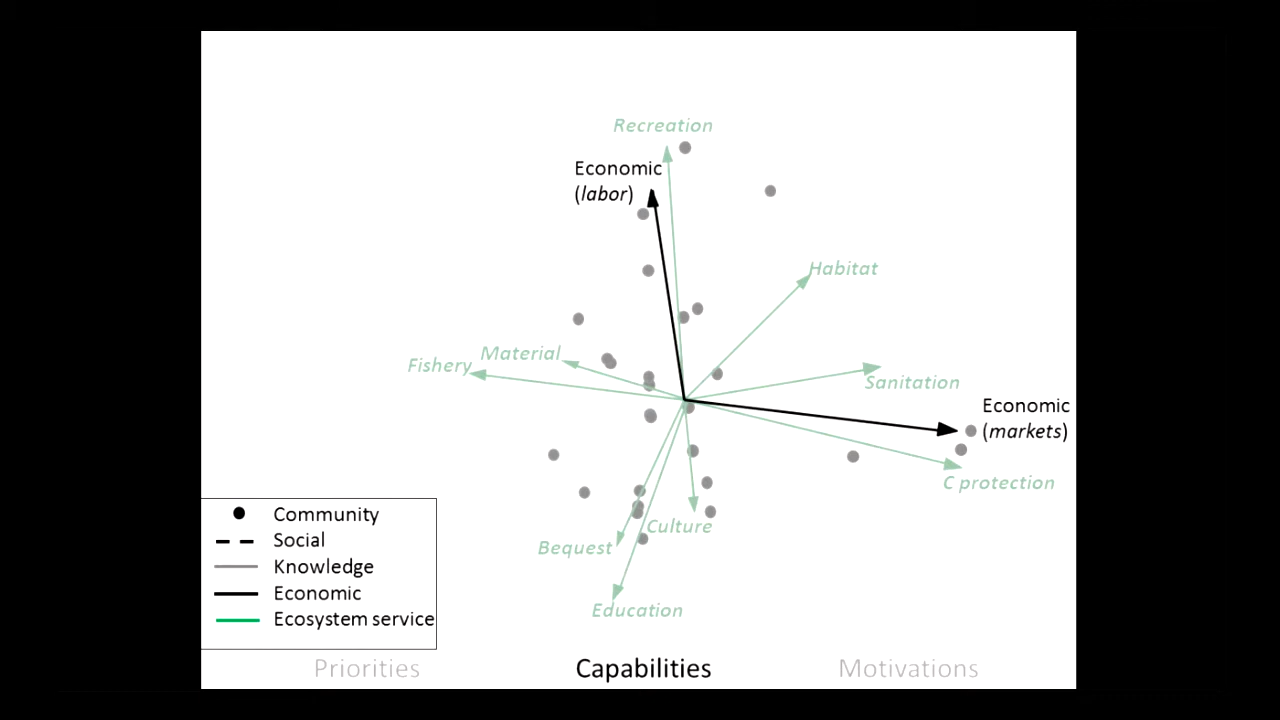 Recreation
Economic
(labor)
Habitat
Material
Fishery
Sanitation
Economic
(markets)
C protection
Culture
Bequest
Education
Community
Social
Knowledge
Economic
Ecosystem service
Priorities
Capabilities
Motivations